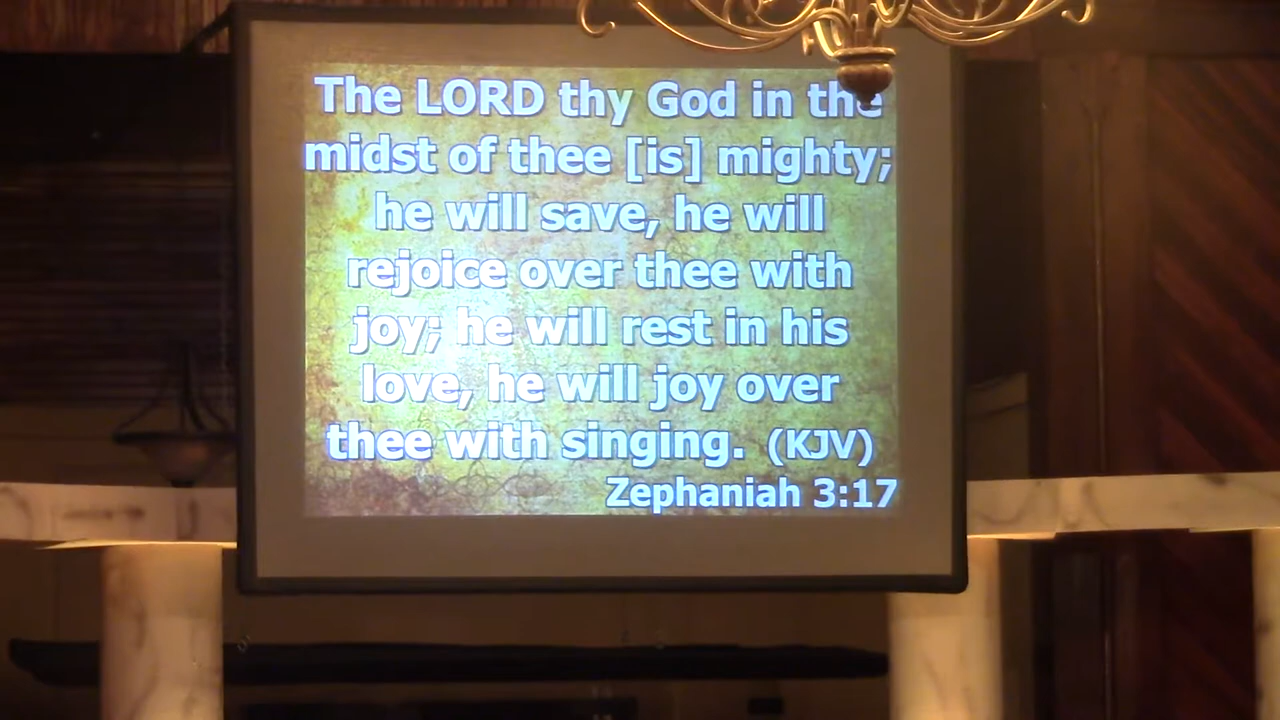 The LORD thy God in the
midst of thee [is] mighty;
he will save, he will
rejoice over thee with
joy; he will rest in his
love, he will joy over
thee with singing. (KJV)
Zephaniah 3:17